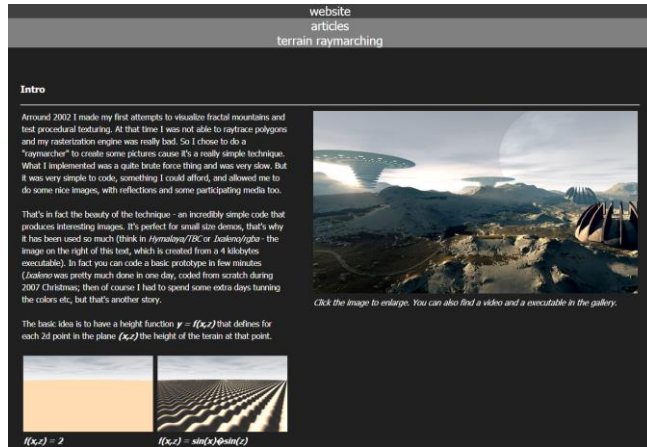 website
articles
terrain raymarching
Intro
Arround 2002 I made my first attempts to visualize fractal mountains and
test procedural texturing. At that time I was not able to raytrace polygons
and my rasterization engine was really bad. So I chose to do a
"raymarcher" to create some pictures cause it's a really simple technique.
What I implemented was a quite brute force thing and was very slow. But
it was very simple to code, something I could afford, and allowed me to
do some nice images, with reflections and some participating media too.
That's in fact the beauty of the technique - an incredibly simple code that
produces interesting images. It's perfect for small size demos, that's why
it has been used so much (think in Hymalaya/TBC or Ixaleno/rgba - the
image on the right of this text, which is created from a 4 kilobytes
executable). In fact you can code a basic prototype in few minutes
(Ixaleno was pretty much done in one day, coded from scratch during
2007 Christmas; then of course I had to spend some extra days tunning
the colors etc, but that's another story.
The basic idea is to have a height function y = f(x,z) that defines for
each 2d point in the plane (x,z) the height of the terain at that point.
f(x,z) = 2
f(x,z) = sin(x)�sin(z)
Click the image to enlarge. You can also find a video and a executable in the gallery.